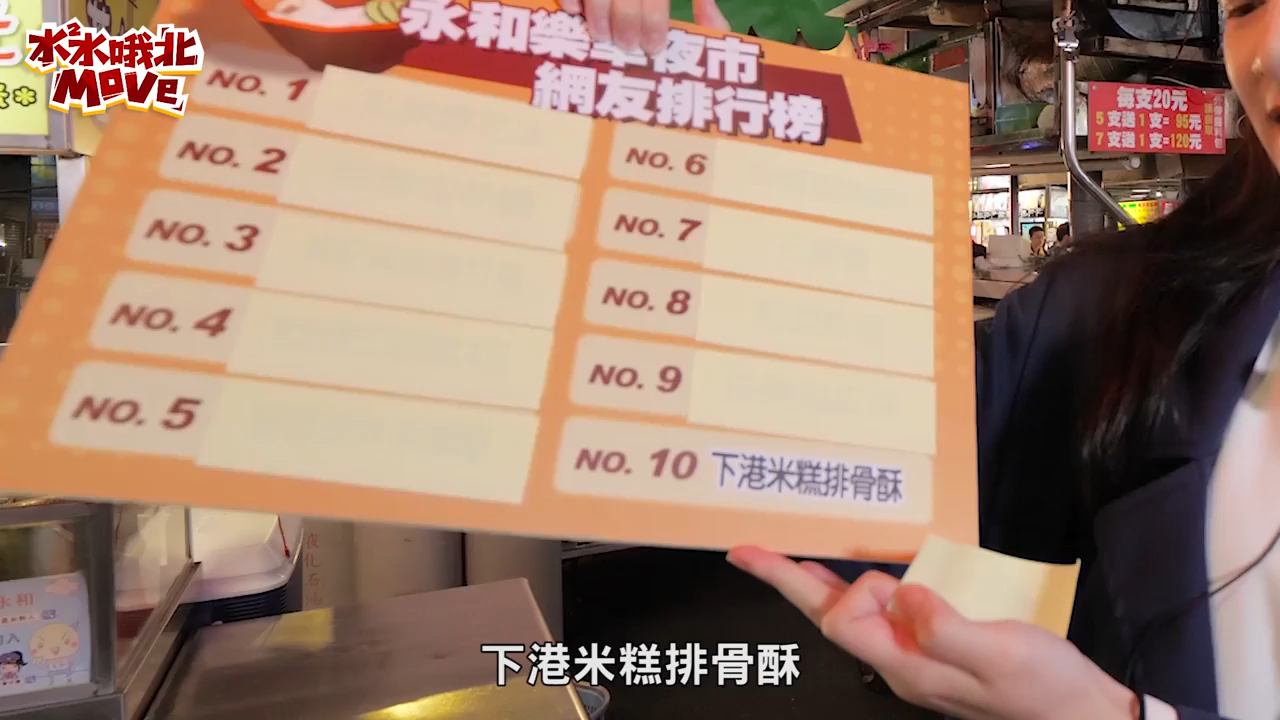 水水哦北
MOVE
永和樂華夜市
網友排行榜
NO. 1
NO. 2
NO. 3
NO. 4
NO. 5
NO. 6
NO. 7
NO. 8
NO. 9
NO. 10 下港米糕排骨酥
每支20元
5支送1支=95元
7支送1支=120元
永和
下港米糕排骨酥